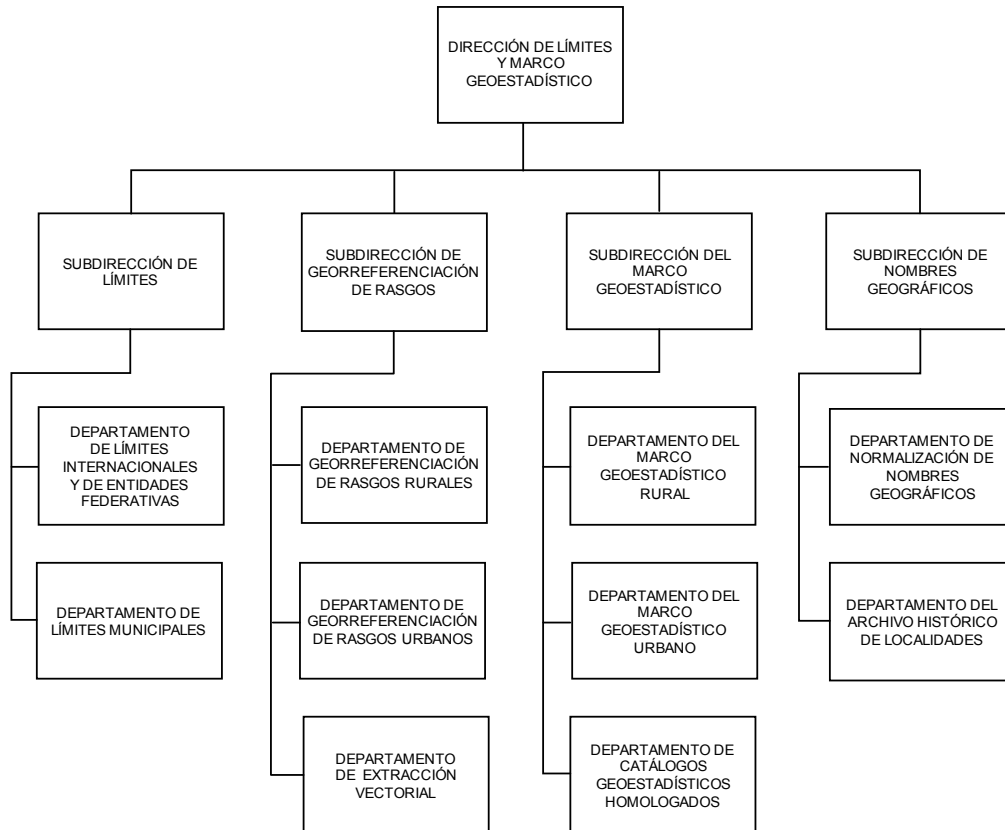 DIRECCIÓN DE LÍMITES
Y MARCO
GEOESTADÍSTICO
SUBDIRECCIÓN DE
LÍMITES
SUBDIRECCIÓN DE
GEORREFERENCIACIÓN
DE RASGOS
SUBDIRECCIÓN DEL
MARCO
GEOESTADÍSTICO
SUBDIRECCIÓN DE
NOMBRES
GEOGRÁFICOS
DEPARTAMENTO
DE LÍMITES
INTERNACIONALES
Y DE ENTIDADES
FEDERATIVAS
DEPARTAMENTO DE
GEORREFERENCIACIÓN
DE RASGOS RURALES
DEPARTAMENTO DEL
MARCO
GEOESTADÍSTICO
RURAL
DEPARTAMENTO DE
NORMALIZACIÓN DE
NOMBRES
GEOGRÁFICOS
DEPARTAMENTO DE
LÍMITES MUNICIPALES
DEPARTAMENTO DE
GEORREFERENCIACIÓN
DE RASGOS URBANOS
DEPARTAMENTO DEL
MARCO
GEOESTADÍSTICO
URBANO
DEPARTAMENTO DEL
ARCHIVO HISTÓRICO
DE LOCALIDADES
DEPARTAMENTO
DE EXTRACCIÓN
VECTORIAL
DEPARTAMENTO DE
CATÁLOGOS
GEOESTADÍSTICOS
HOMOLOGADOS